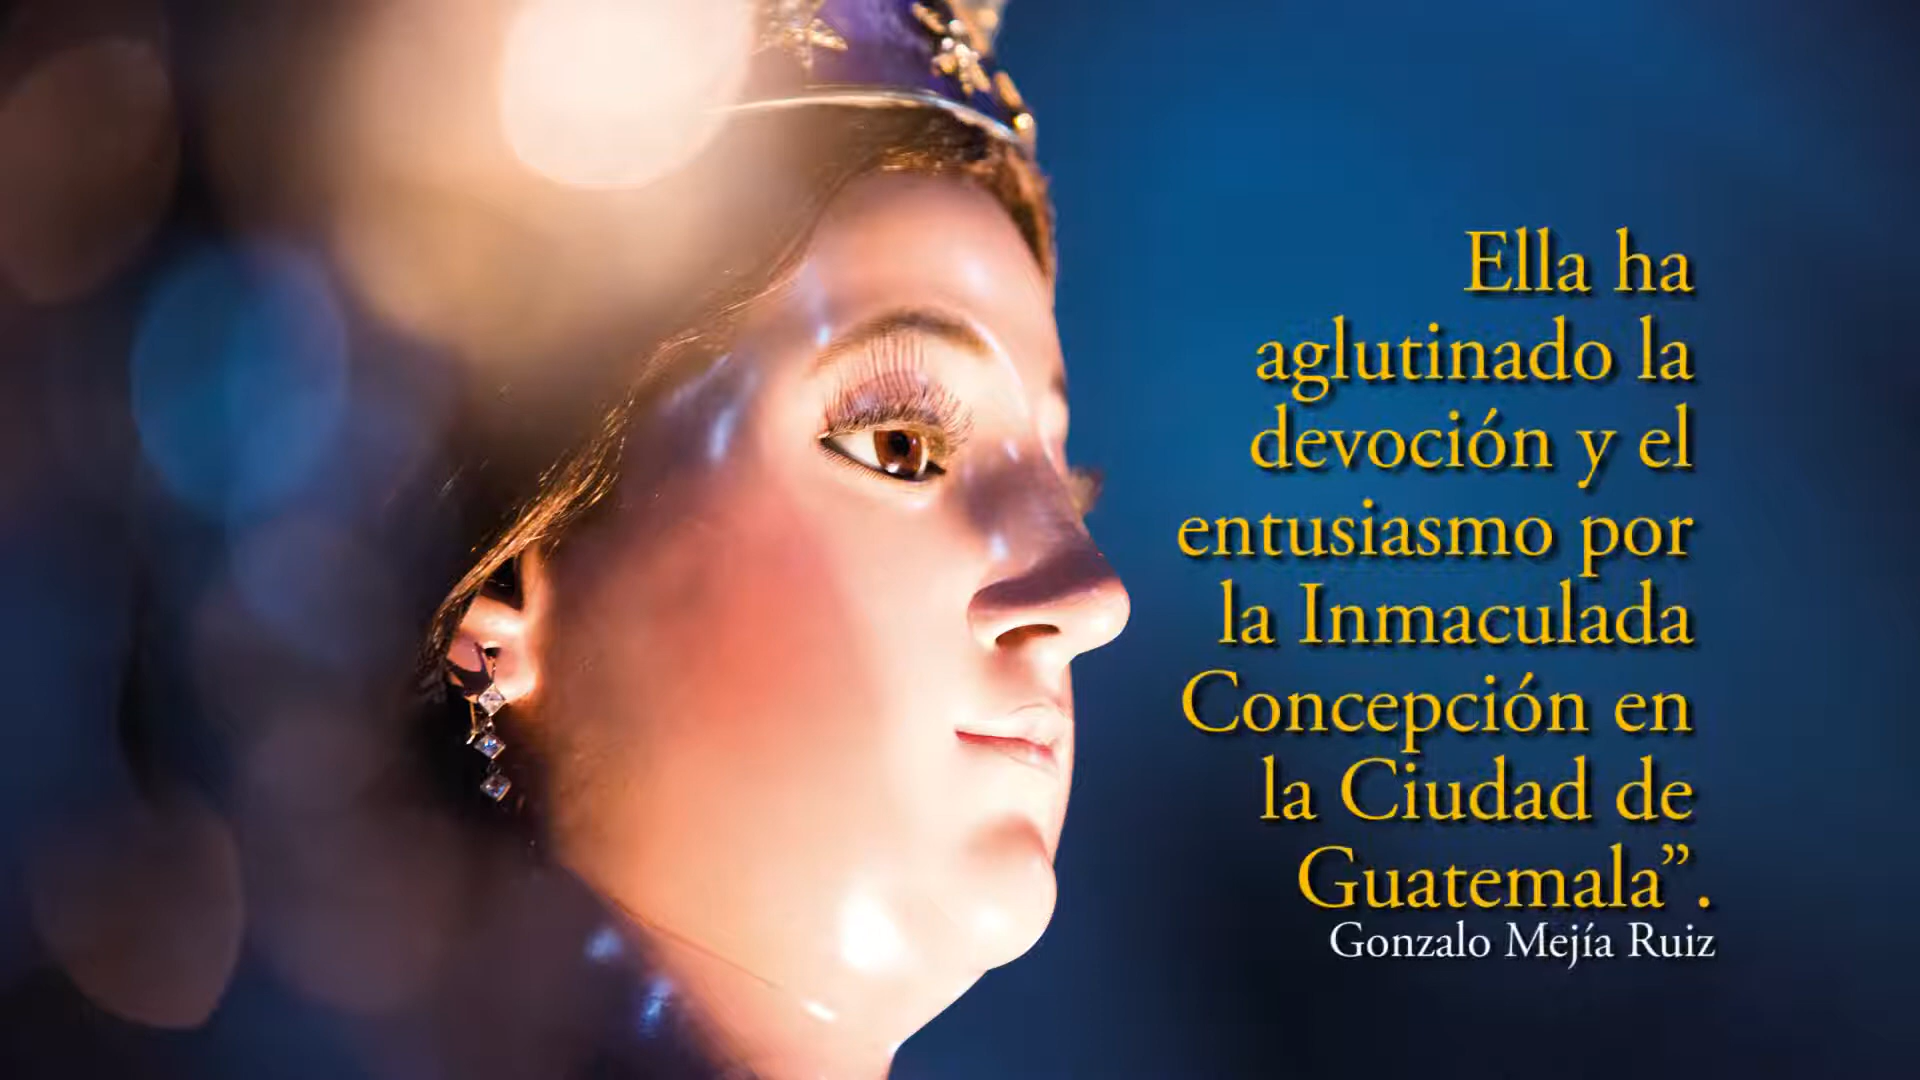 Ella ha
aglutinado la
devoción y el
entusiasmo por
la Inmaculada
Concepción en
la Ciudad de
Guatemala”.
Gonzalo Mejía Ruiz